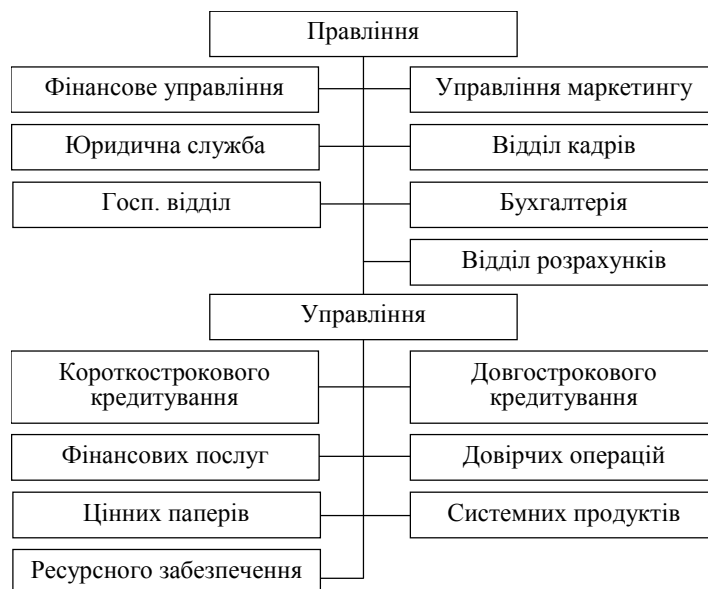 Правління
Фінансове управління
Управління маркетингу
Юридична служба
Відділ кадрів
Госп. відділ
Бухгалтерія
Відділ розрахунків
Управління
Короткострокового
кредитування
Довгострокового
кредитування
Фінансових послуг
Довірчих операцій
Цінних паперів
Системних продуктів
Ресурсного забезпечення